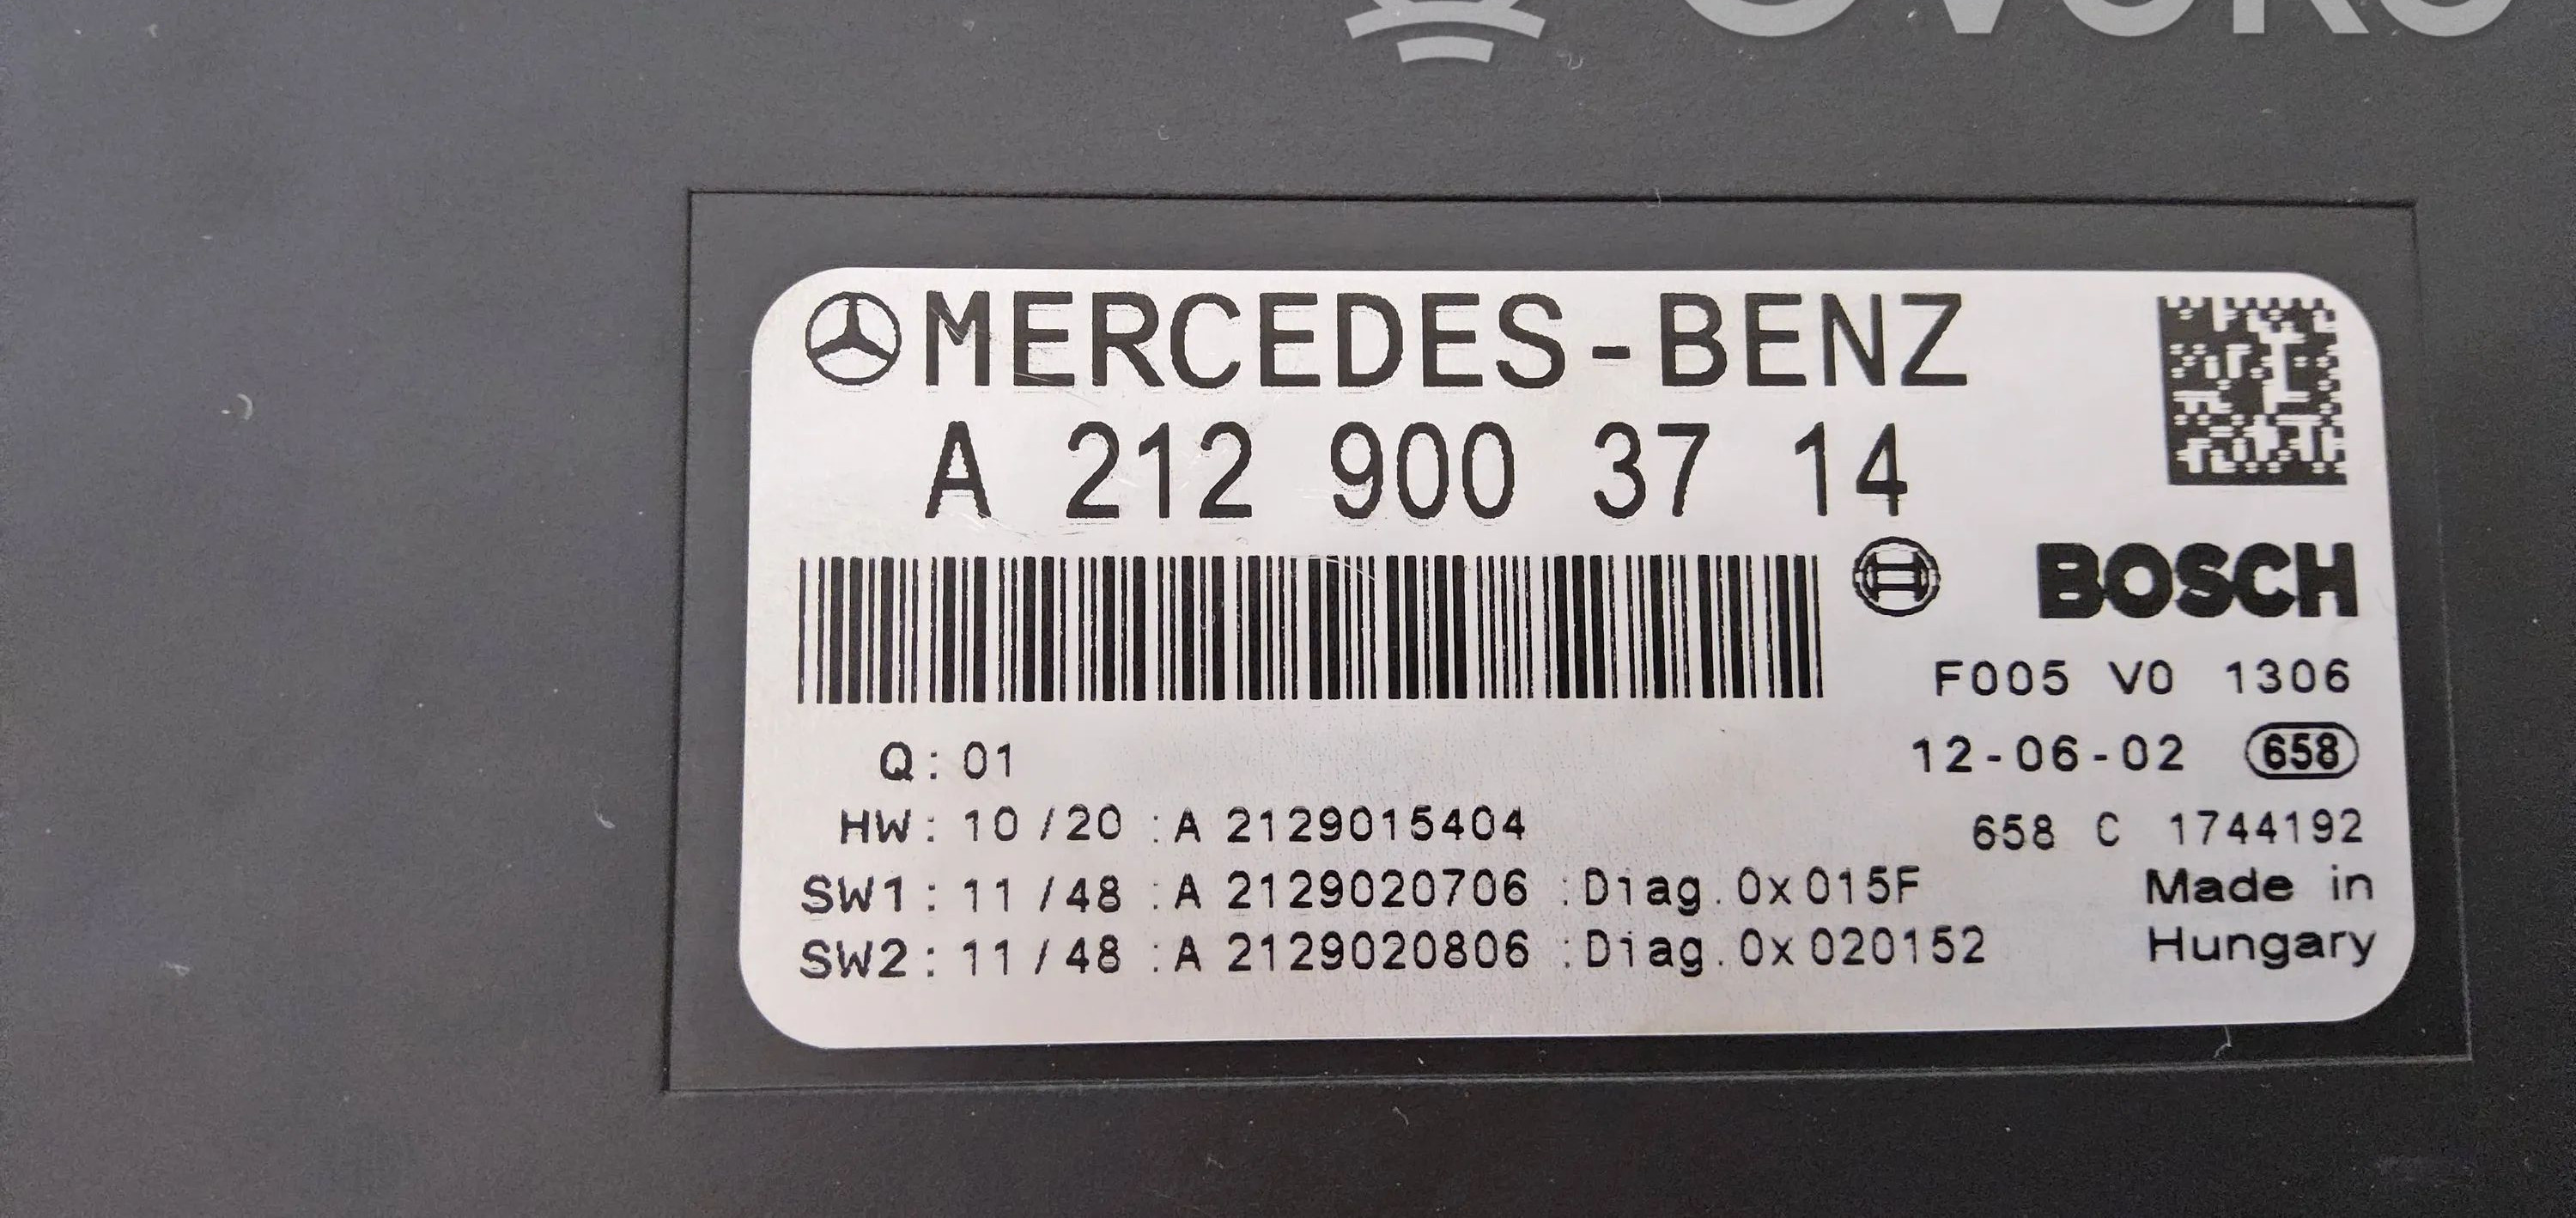 MERCEDES-BENZ
A 212 900 37 14
BOSCH
F005 V0 1306
Q: 01
12-06-02 658
HW: 10/20 :A 2129015404
658 C 1744192
SW1: 11/48 :A 2129020706 :Diag.0x015F
Made in
SW2: 11/48 :A 2129020806 :Diag.0x020152
Hungary